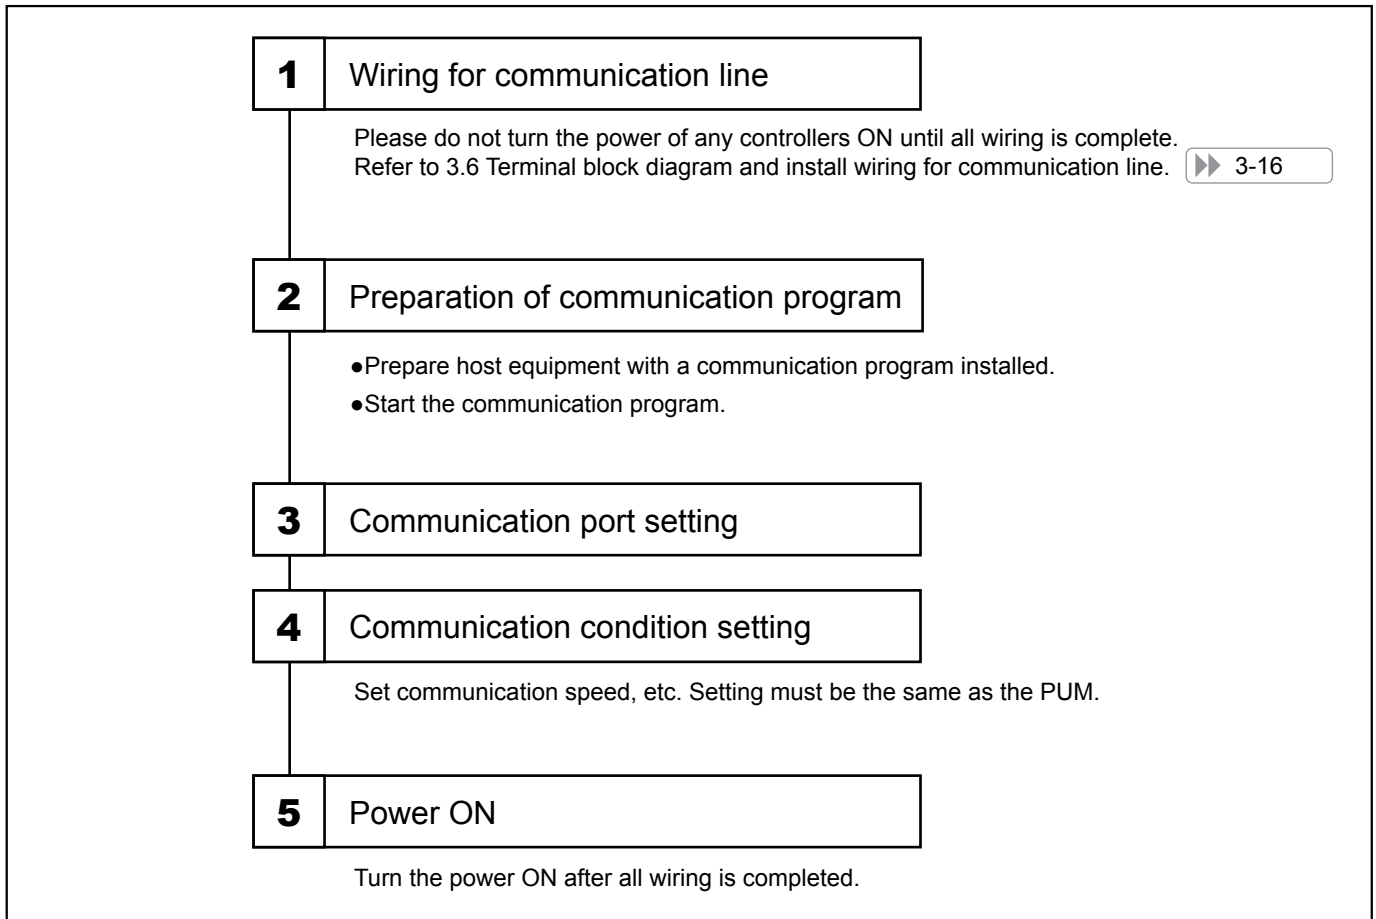 1 Wiring for communication line
Please do not turn the power of any controllers ON until all wiring is complete.
Refer to 3.6 Terminal block diagram and install wiring for communication line. 3-16
2 Preparation of communication program
●Prepare host equipment with a communication program installed.
●Start the communication program.
3 Communication port setting
4 Communication condition setting
Set communication speed, etc. Setting must be the same as the PUM.
5 Power ON
Turn the power ON after all wiring is completed.